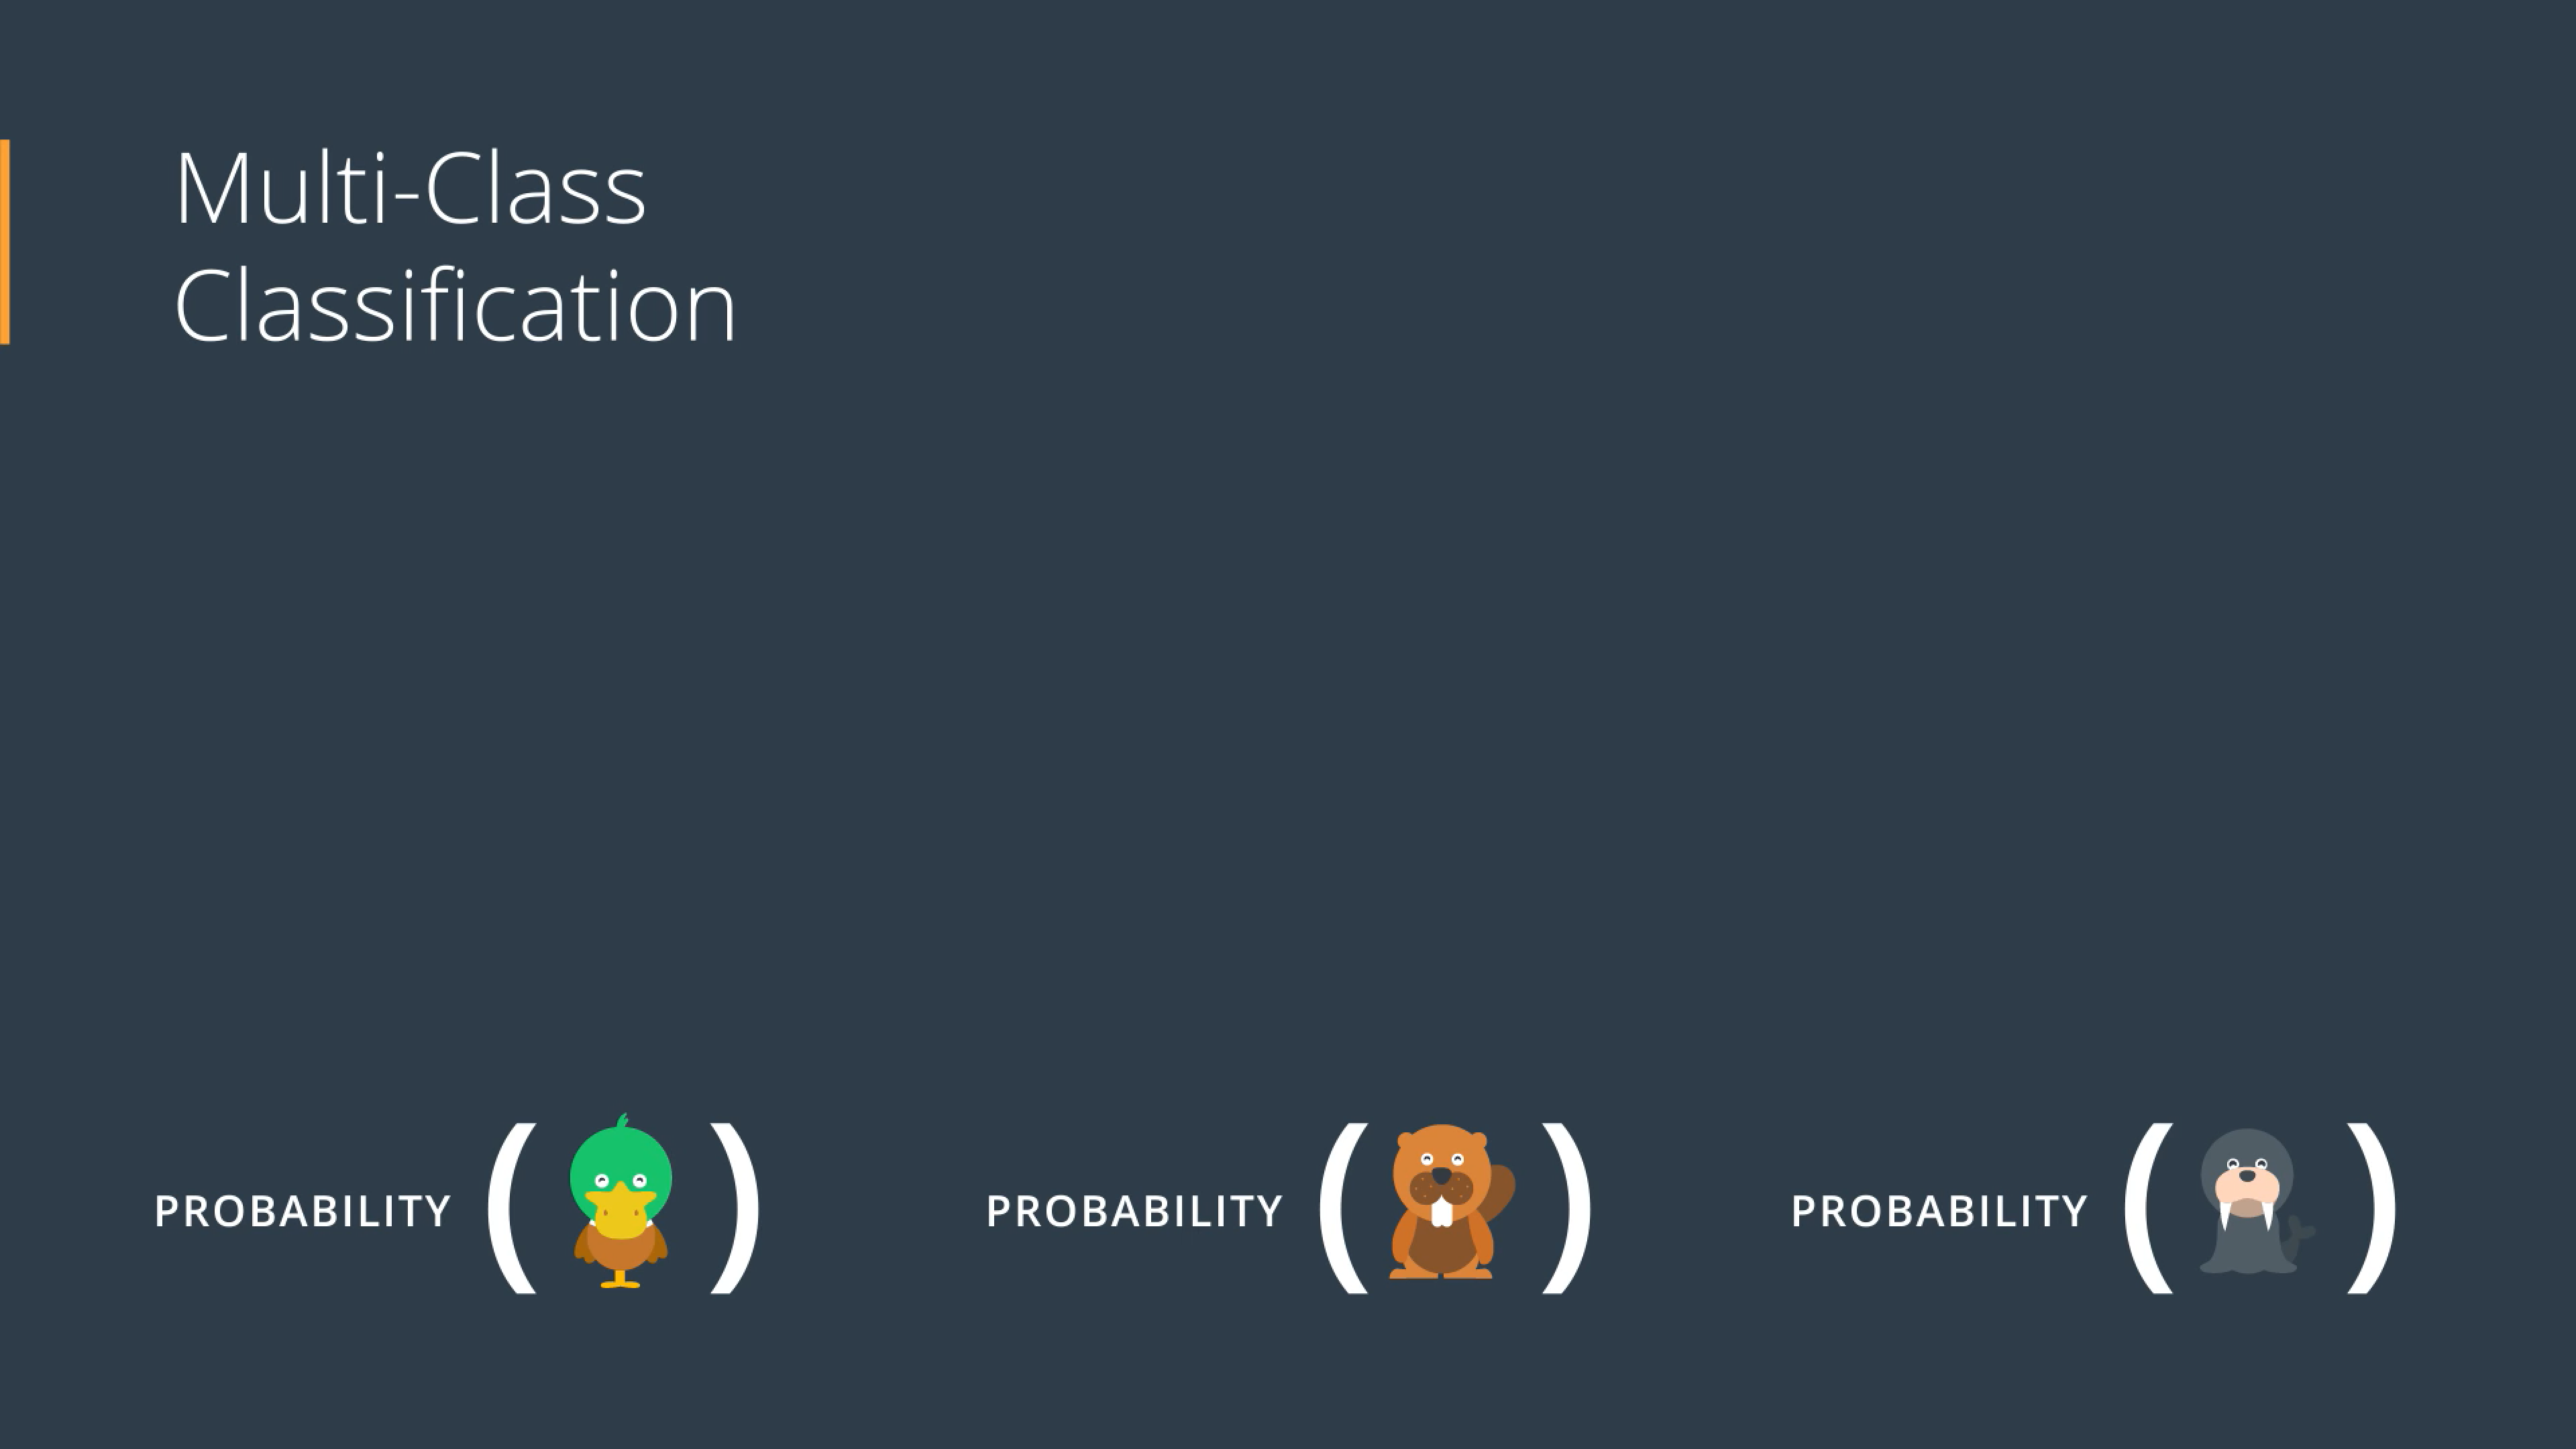 Multi-Class
Classification
PROBABILITY ( ) PROBABILITY ( ) PROBABILITY ( )